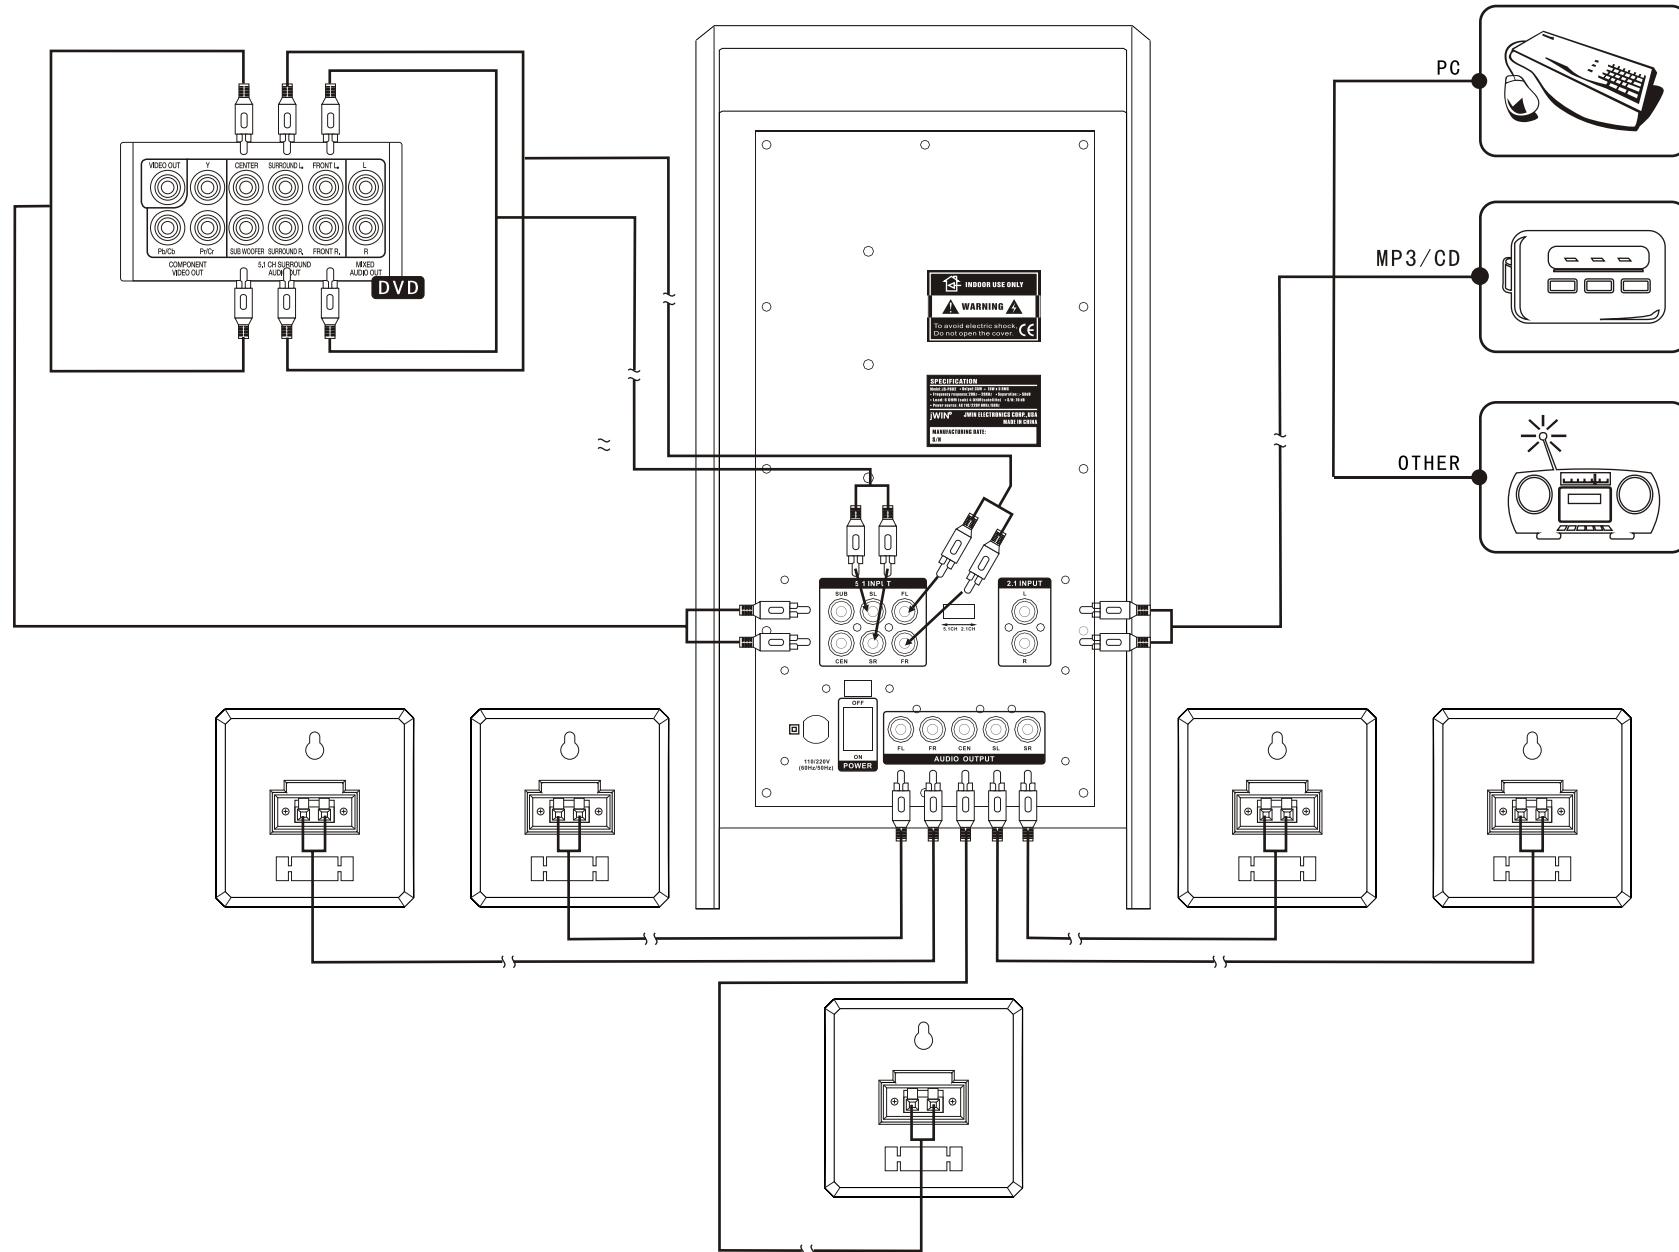 PC
VIDEO OUT Y CENTER SURROUND L. FRONT L. L
Pb/Cb Pr/Cr SUB WOOFER SURROUND R. FRONT R. R
COMPONENT
VIDEO OUT
5.1 CH SURROUND
AUDIO OUT
MIXED
AUDIO OUT
DVD
MP3/CD
INDOOR USE ONLY
WARNING
To avoid electric shock,
Do not open the cover.
CE
SPECIFICATION
jWIN
JWIN ELECTRONICS CORP.,USA
MADE IN CHINA
MANUFACTURING DATE:
S/N
OTHER
5.1 INPUT
SUB SL FL
CEN SR FR
5.1CH 2.1CH
2.1 INPUT
L
R
OFF
ON
POWER
110/220V
(60Hz/50Hz)
FL FR CEN SL SR
AUDIO OUTPUT